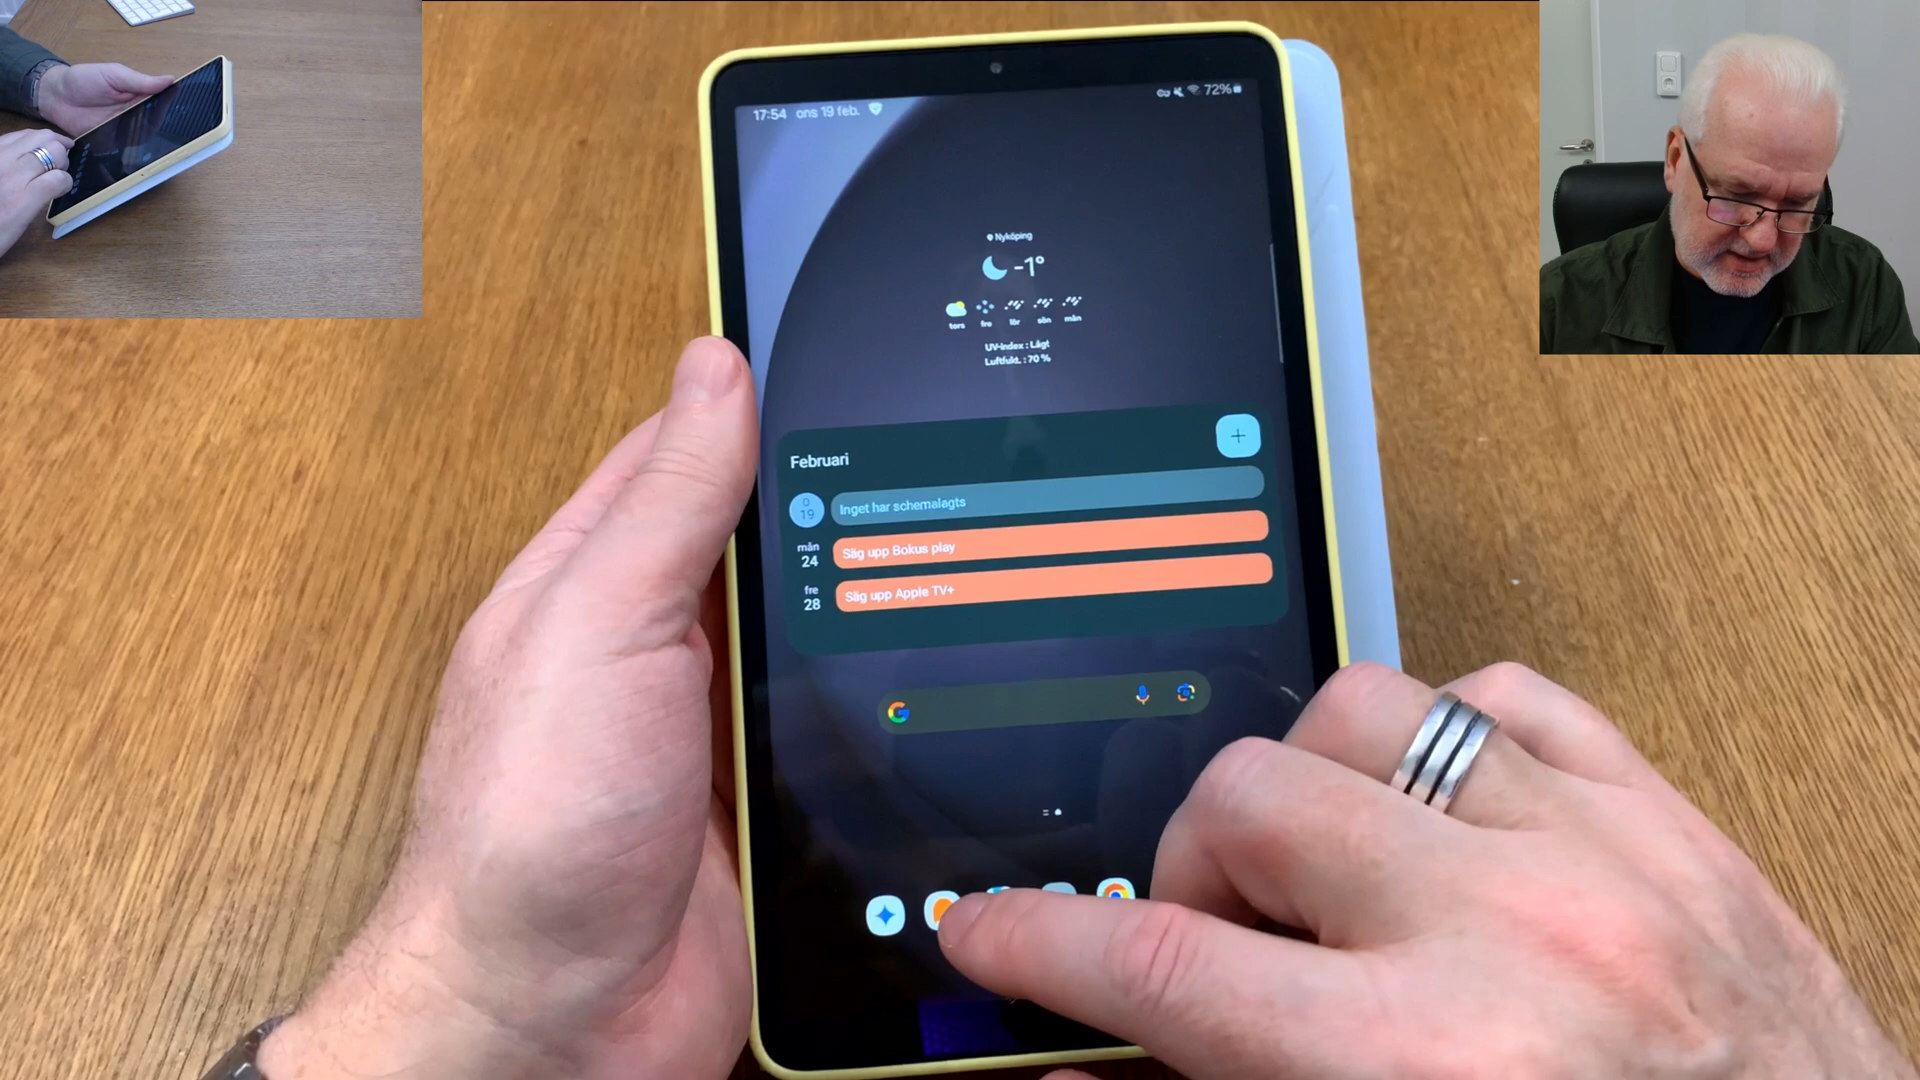 17:54 ons 19 feb.
72%
Nyköping
-1°
tors fre lör sön mån
UV-index : Lågt
Luftfukt. : 70 %
Februari
+
O
19
Inget har schemalagts
mån
24
Säg upp Bokus play
fre
28
Säg upp Apple TV+
G